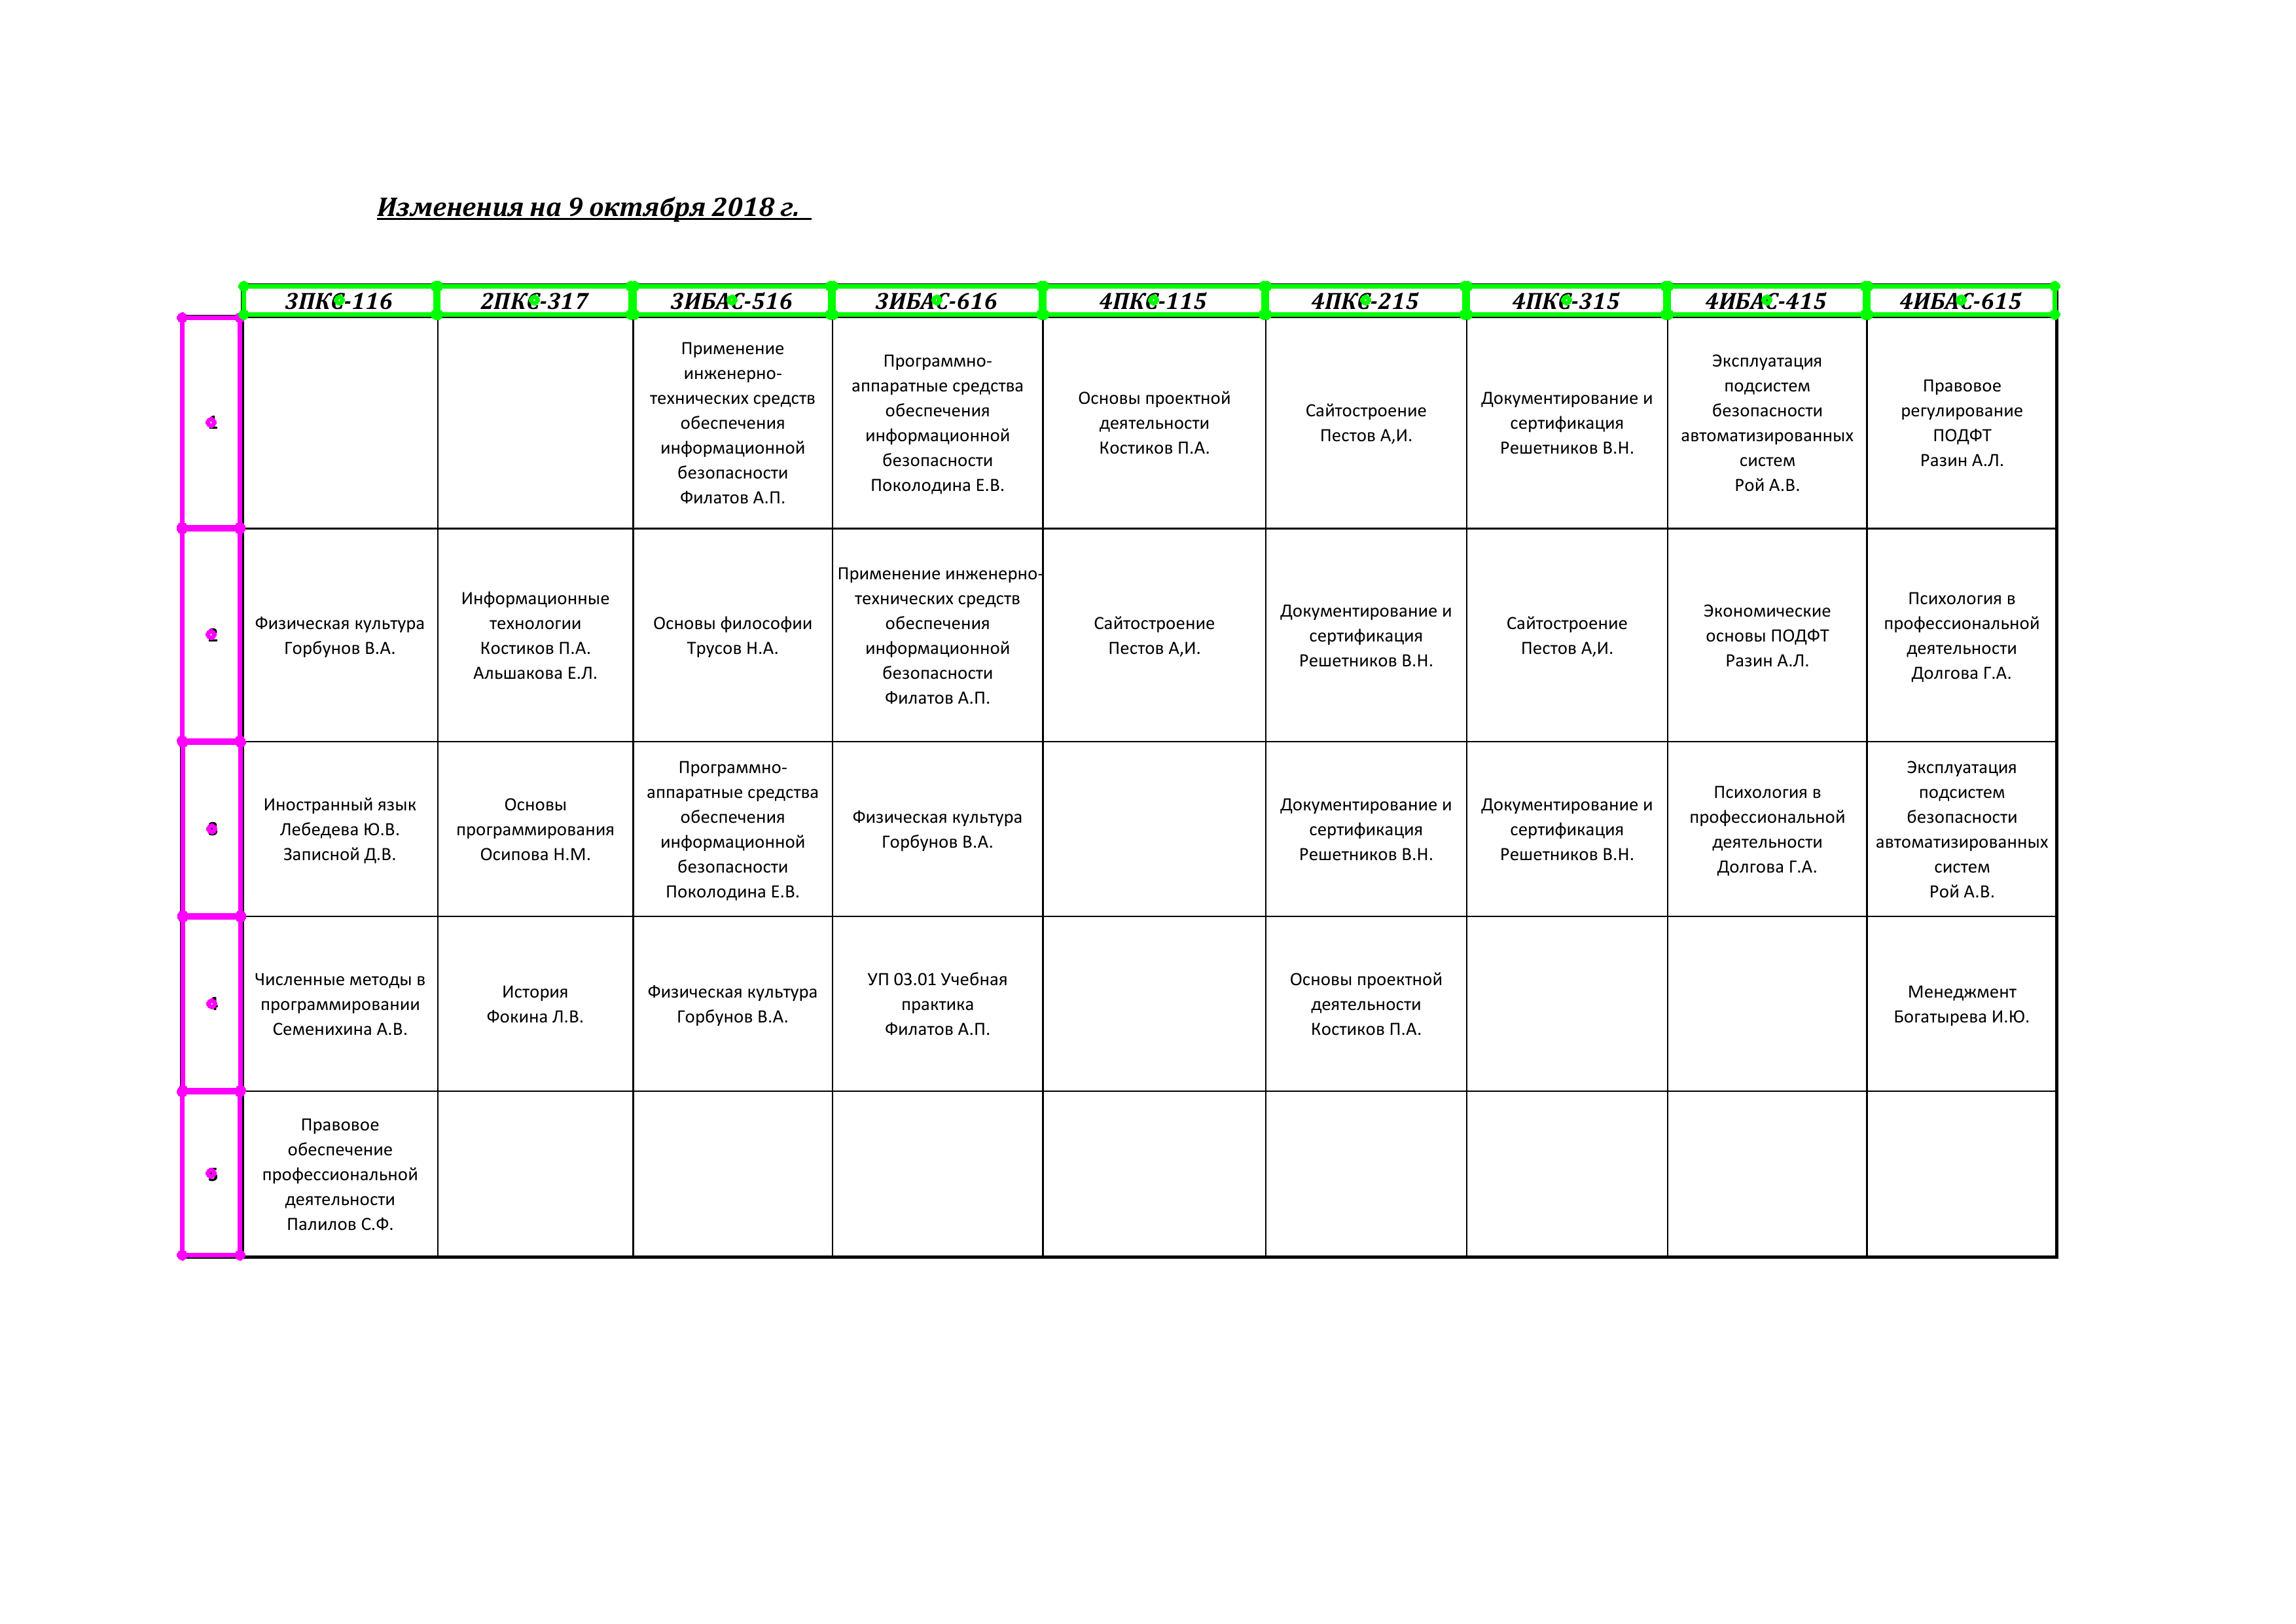 Изменения на 9 октября 2018 г.
3ПКС-116 2ПКС-317 3ИБАС-516 3ИБАС-616 4ПКС-115 4ПКС-215 4ПКС-315 4ИБАС-415 4ИБАС-615
1
Применение
инженерно-
технических средств
обеспечения
информационной
безопасности
Филатов А.П.
Программно-
аппаратные средства
обеспечения
информационной
безопасности
Поколодина Е.В.
Основы проектной
деятельности
Костиков П.А.
Сайтостроение
Пестов А,И.
Документирование и
сертификация
Решетников В.Н.
Эксплуатация
подсистем
безопасности
автоматизированных
систем
Рой А.В.
Правовое
регулирование
ПОДФТ
Разин А.Л.
2
Физическая культура
Горбунов В.А.
Информационные
технологии
Костиков П.А.
Альшакова Е.Л.
Основы философии
Трусов Н.А.
Применение инженерно-
технических средств
обеспечения
информационной
безопасности
Филатов А.П.
Сайтостроение
Пестов А,И.
Документирование и
сертификация
Решетников В.Н.
Сайтостроение
Пестов А,И.
Экономические
основы ПОДФТ
Разин А.Л.
Психология в
профессиональной
деятельности
Долгова Г.А.
3
Иностранный язык
Лебедева Ю.В.
Записной Д.В.
Основы
программирования
Осипова Н.М.
Программно-
аппаратные средства
обеспечения
информационной
безопасности
Поколодина Е.В.
Физическая культура
Горбунов В.А.
Документирование и
сертификация
Решетников В.Н.
Документирование и
сертификация
Решетников В.Н.
Психология в
профессиональной
деятельности
Долгова Г.А.
Эксплуатация
подсистем
безопасности
автоматизированных
систем
Рой А.В.
4
Численные методы в
программировании
Семенихина А.В.
История
Фокина Л.В.
Физическая культура
Горбунов В.А.
УП 03.01 Учебная
практика
Филатов А.П.
Основы проектной
деятельности
Костиков П.А.
Менеджмент
Богатырева И.Ю.
5
Правовое
обеспечение
профессиональной
деятельности
Палилов С.Ф.